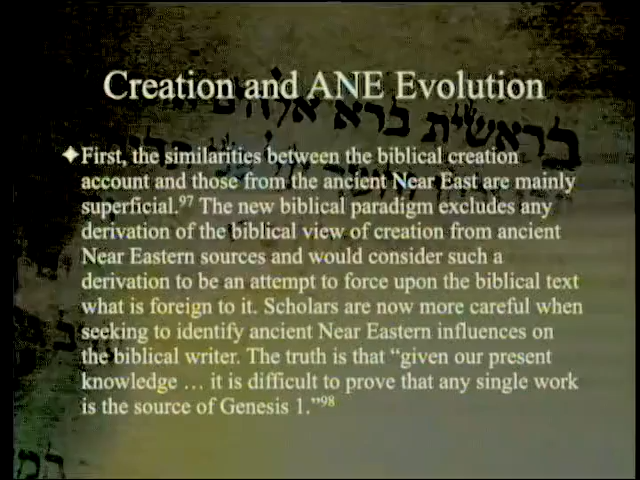 Creation and ANE Evolution
בראשית ברא אלהים
✦First, the similarities between the biblical creation
account and those from the ancient Near East are mainly
superficial.97 The new biblical paradigm excludes any
derivation of the biblical view of creation from ancient
Near Eastern sources and would consider such a
derivation to be an attempt to force upon the biblical text
what is foreign to it. Scholars are now more careful when
seeking to identify ancient Near Eastern influences on
the biblical writer. The truth is that “given our present
knowledge … it is difficult to prove that any single work
is the source of Genesis 1.”98